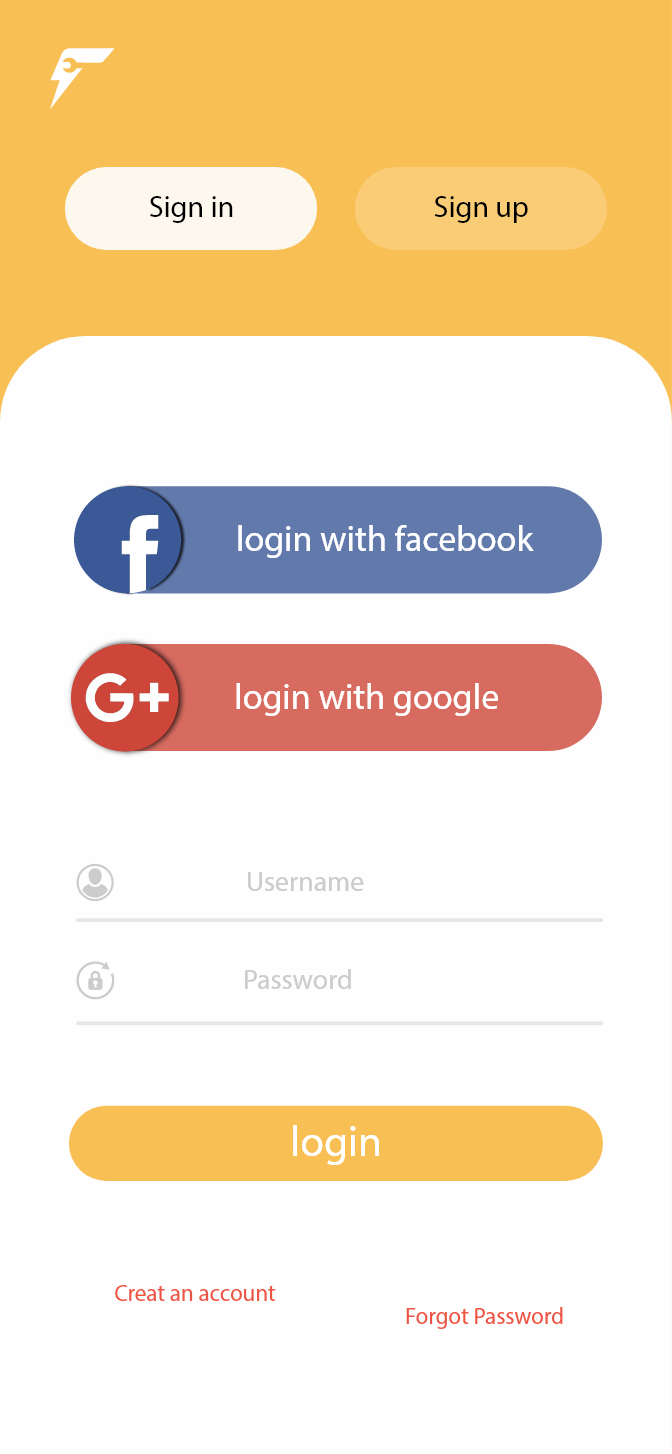 Sign in
Sign up
login with facebook
G+
login with google
Username
Password
login
Creat an account
Forgot Password